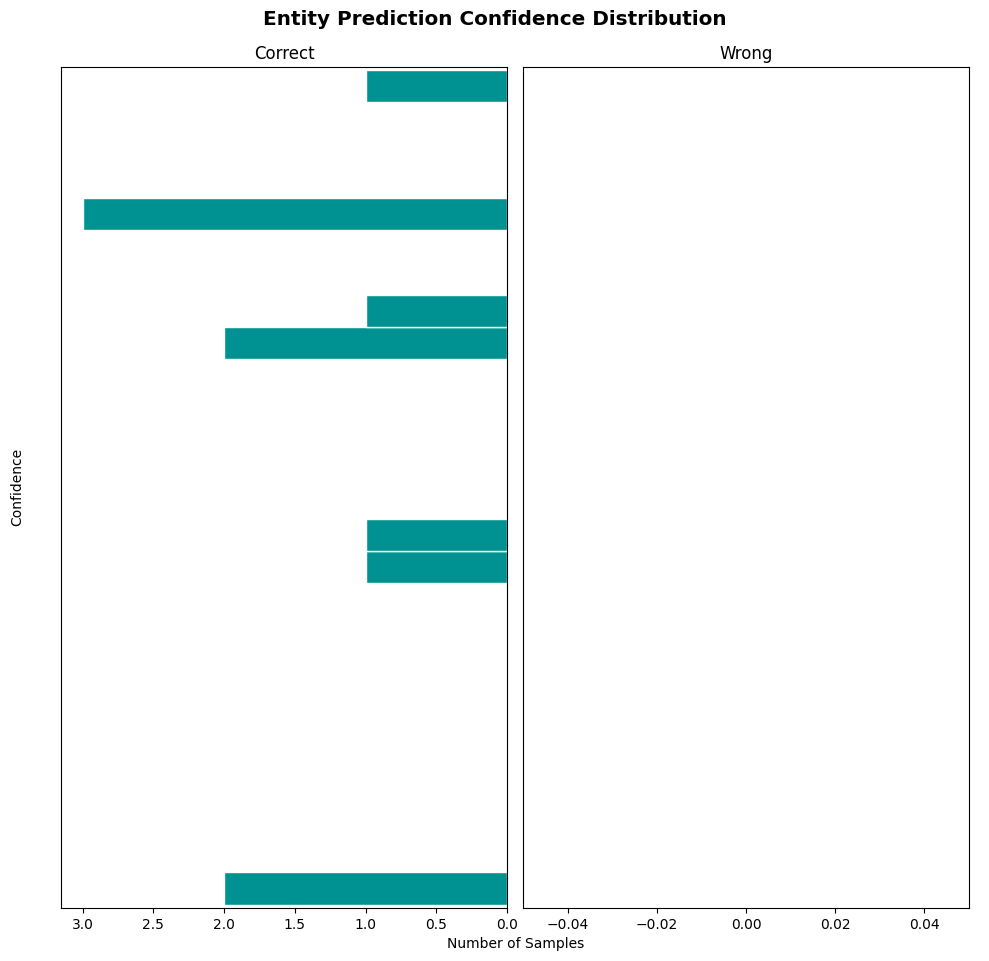 Entity Prediction Confidence Distribution
Correct
Wrong
Confidence
3.0 2.5 2.0 1.5 1.0 0.5 0.0
−0.04 −0.02 0.00 0.02 0.04
Number of Samples